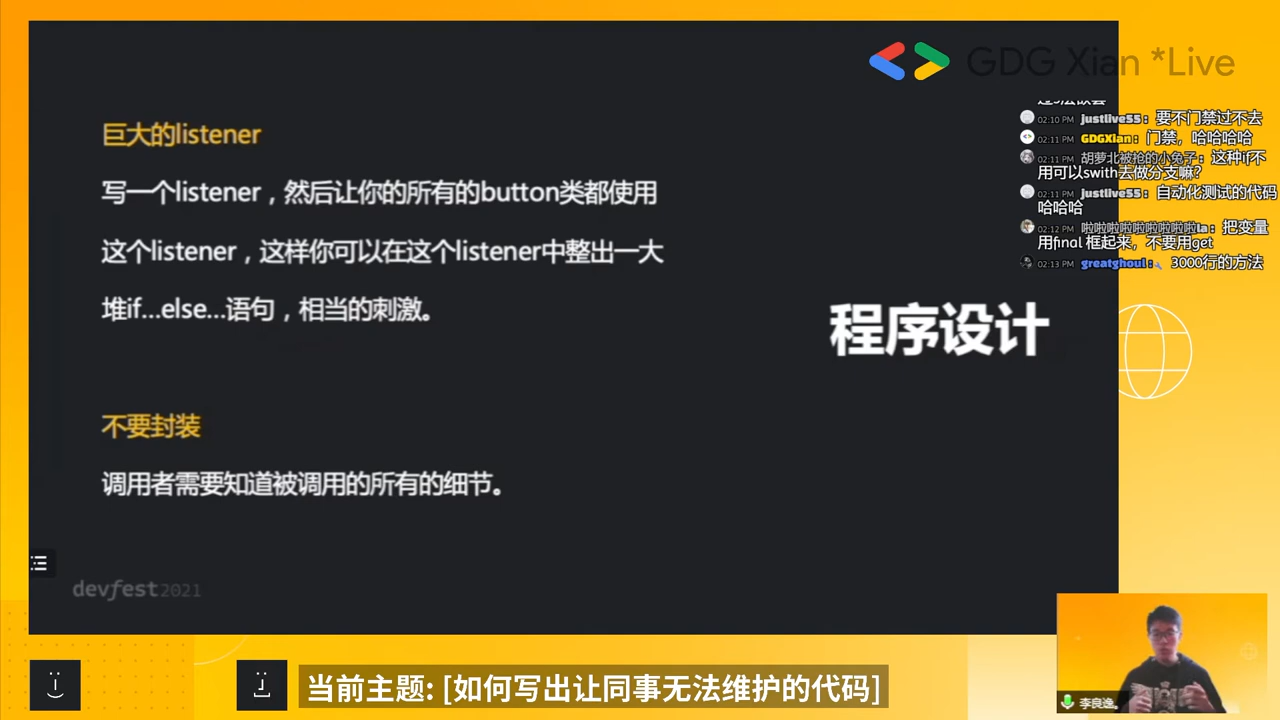 GDG Xian *Live
巨大的listener
写一个listener，然后让你的所有的button类都使用
这个listener，这样你可以在这个listener中整出一大
堆if...else...语句，相当的刺激。
不要封装
调用者需要知道被调用的所有的细节。
程序设计
02:10 PM justlive55：要不门禁过不去
02:11 PM GDGXian：门禁，哈哈哈哈
02:11 PM 胡萝北被抢的小兔子：这种if不
用可以swith去做分支嘛?
02:11 PM justlive55：自动化测试的代码
哈哈哈
02:12 PM 啦啦啦啦啦啦啦啦啦la：把变量
用final 框起来，不要用get
02:13 PM greatghoul： 3000行的方法
devfest2021
当前主题: [如何写出让同事无法维护的代码]
李良逸